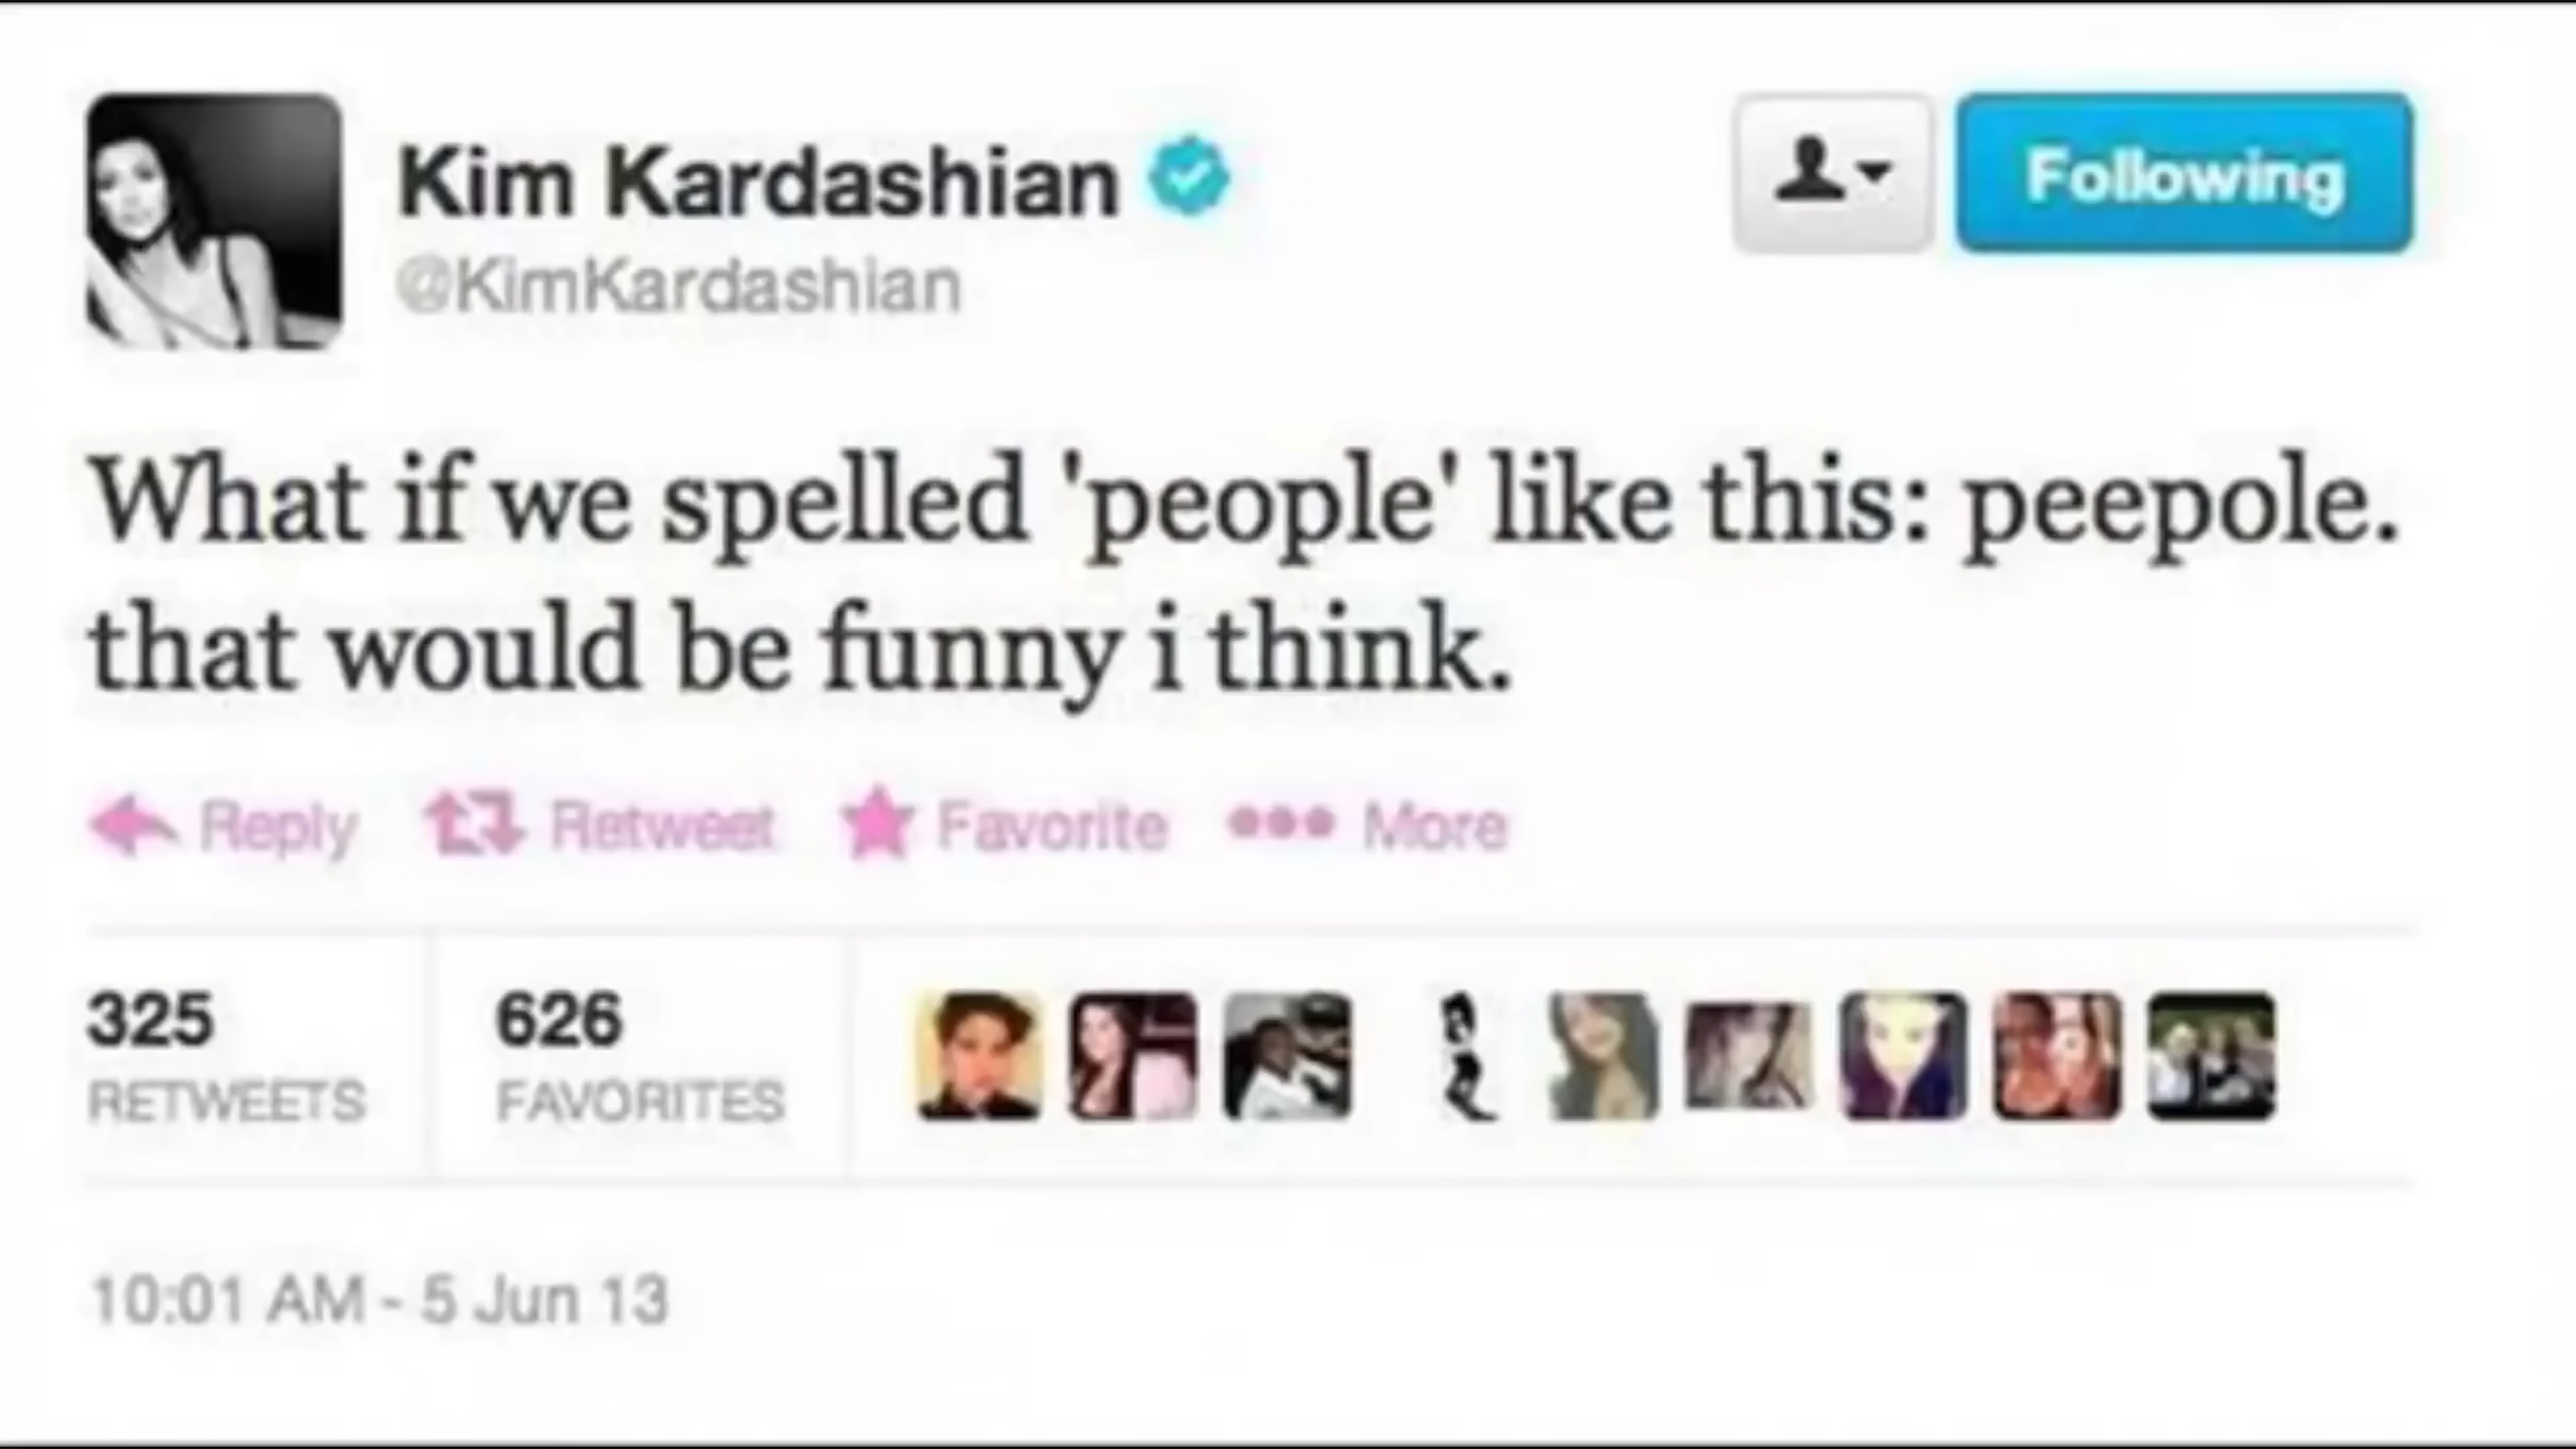 Kim Kardashian
Following
@KimKardashian
What if we spelled 'people' like this: peepole.
that would be funny i think.
Reply Retweet Favorite More
325 626
RETWEETS FAVORITES
10:01 AM - 5 Jun 13